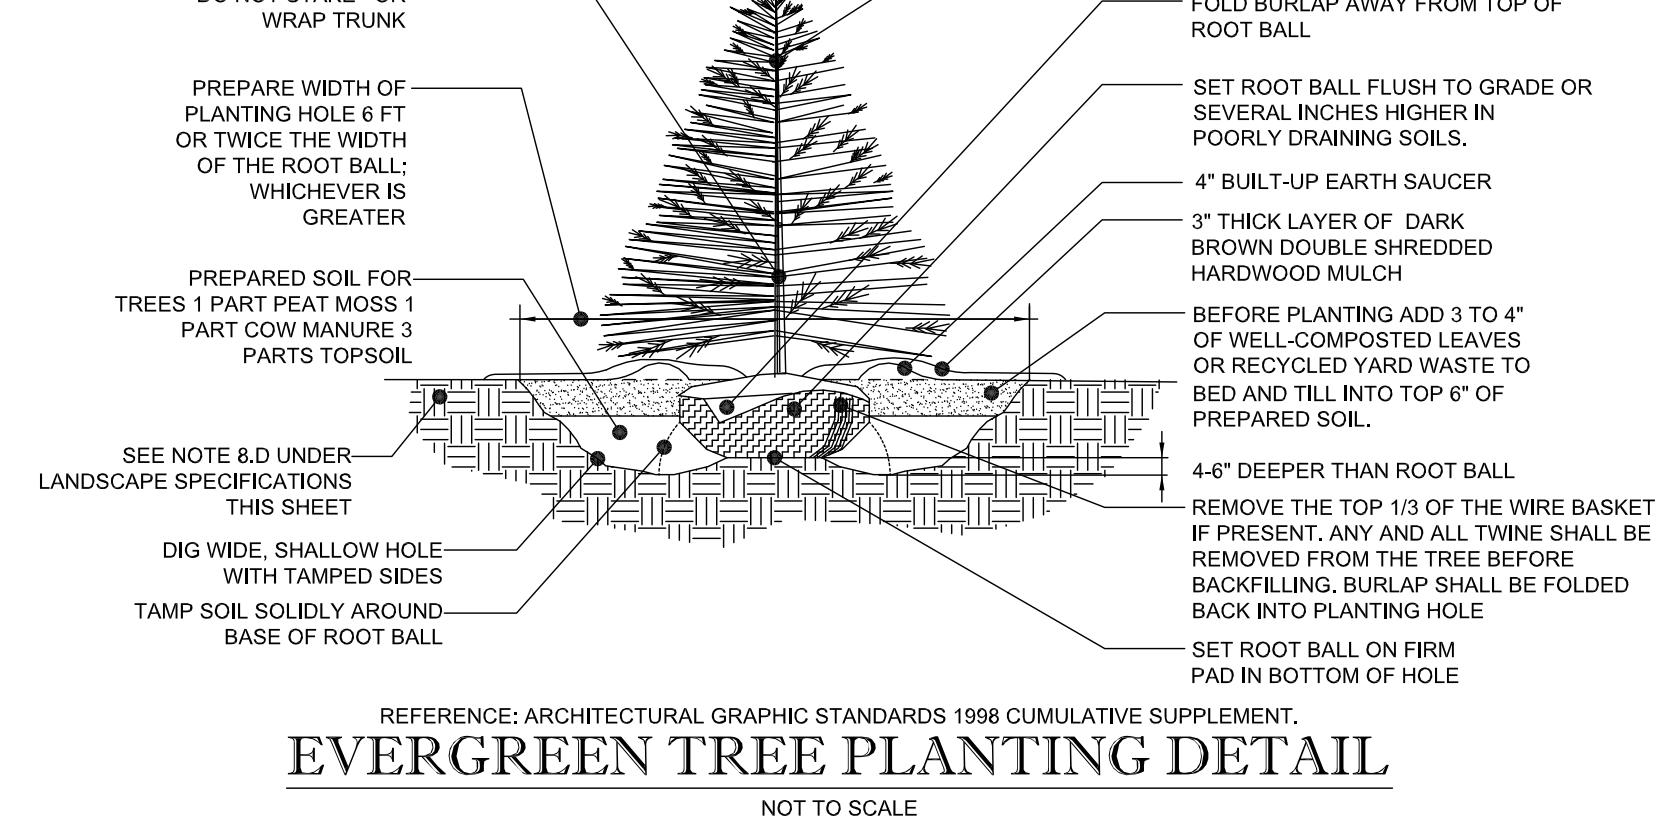 WRAP TRUNK
PREPARE WIDTH OF
PLANTING HOLE 6 FT
OR TWICE THE WIDTH
OF THE ROOT BALL;
WHICHEVER IS
GREATER
PREPARED SOIL FOR
TREES 1 PART PEAT MOSS 1
PART COW MANURE 3
PARTS TOPSOIL
SEE NOTE 8.D UNDER
LANDSCAPE SPECIFICATIONS
THIS SHEET
DIG WIDE, SHALLOW HOLE
WITH TAMPED SIDES
TAMP SOIL SOLIDLY AROUND
BASE OF ROOT BALL
FOLD BURLAP AWAY FROM TOP OF
ROOT BALL
SET ROOT BALL FLUSH TO GRADE OR
SEVERAL INCHES HIGHER IN
POORLY DRAINING SOILS.
4" BUILT-UP EARTH SAUCER
3" THICK LAYER OF DARK
BROWN DOUBLE SHREDDED
HARDWOOD MULCH
BEFORE PLANTING ADD 3 TO 4"
OF WELL-COMPOSTED LEAVES
OR RECYCLED YARD WASTE TO
BED AND TILL INTO TOP 6" OF
PREPARED SOIL.
4-6" DEEPER THAN ROOT BALL
REMOVE THE TOP 1/3 OF THE WIRE BASKET
IF PRESENT. ANY AND ALL TWINE SHALL BE
REMOVED FROM THE TREE BEFORE
BACKFILLING. BURLAP SHALL BE FOLDED
BACK INTO PLANTING HOLE
SET ROOT BALL ON FIRM
PAD IN BOTTOM OF HOLE
REFERENCE: ARCHITECTURAL GRAPHIC STANDARDS 1998 CUMULATIVE SUPPLEMENT.
EVERGREEN TREE PLANTING DETAIL
NOT TO SCALE